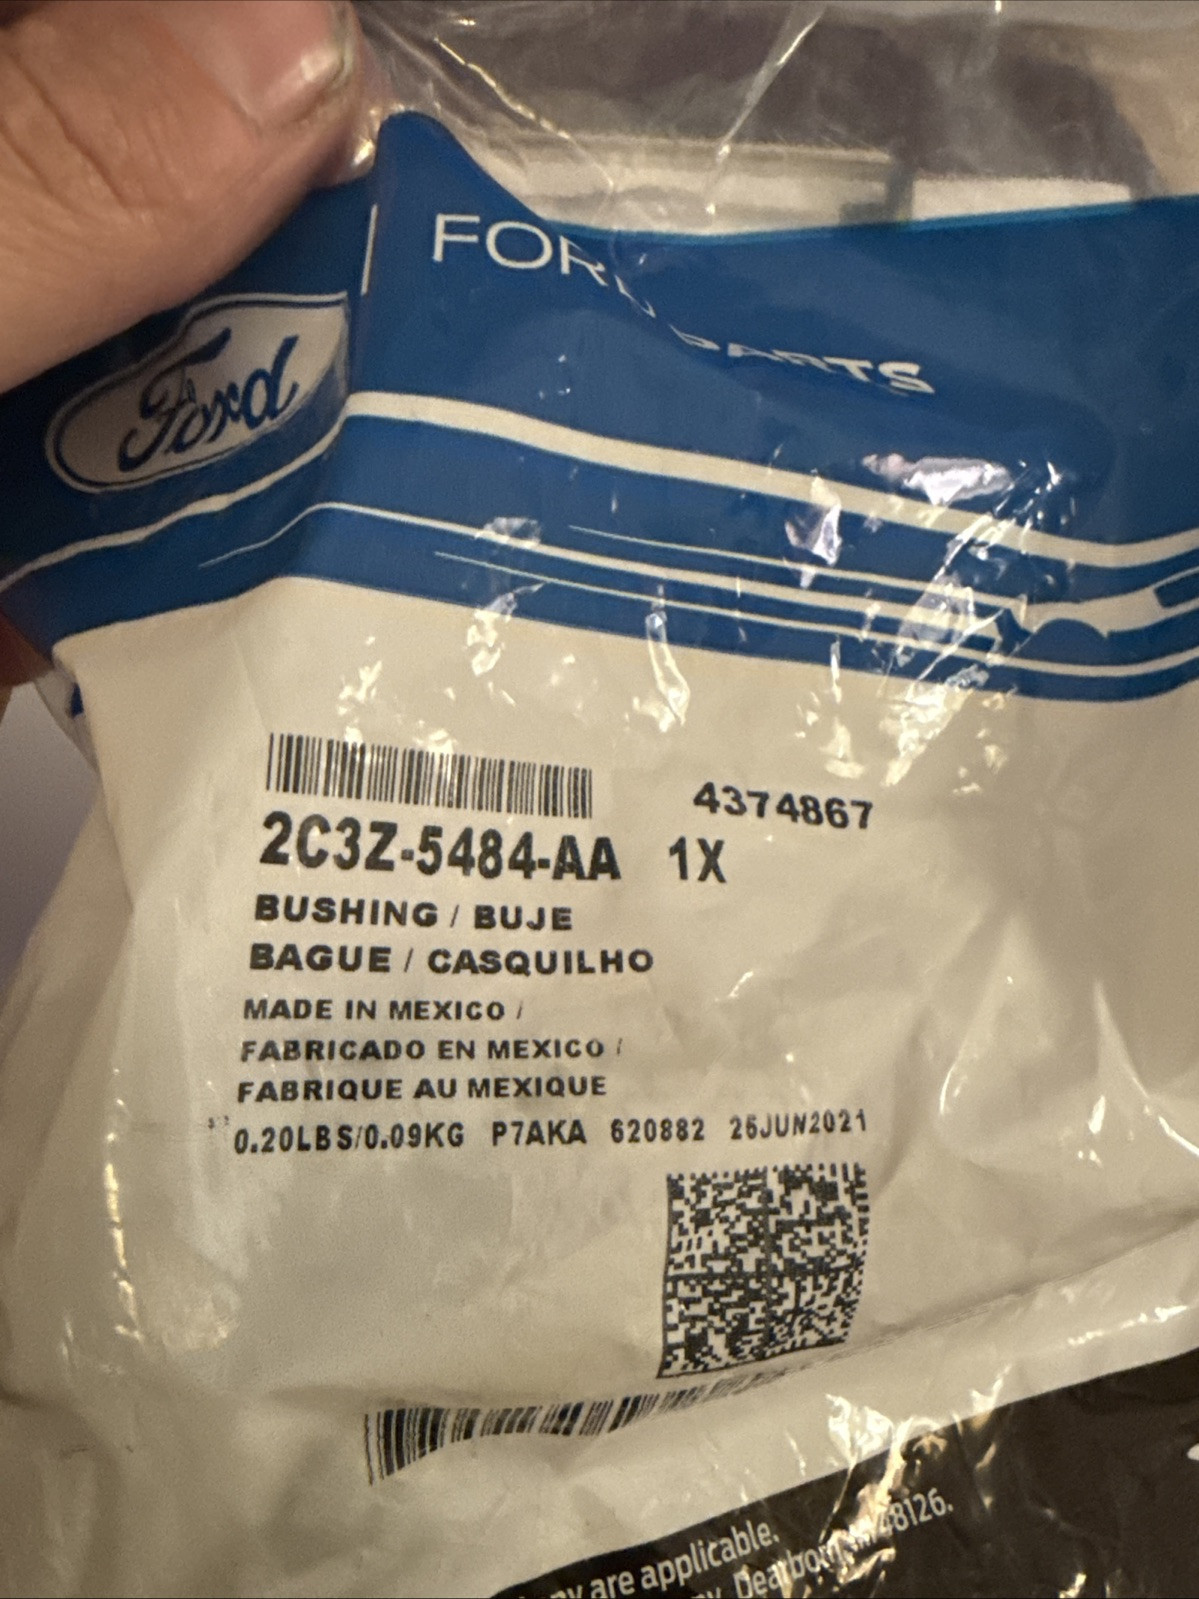 FORD PARTS
Ford
4374867
2C3Z-5484-AA 1X
BUSHING / BUJE
BAGUE / CASQUILHO
MADE IN MEXICO /
FABRICADO EN MEXICO /
FABRIQUE AU MEXIQUE
0.20LBS/0.09KG P7AKA 620882 25JUN2021
are applicable.
48126.